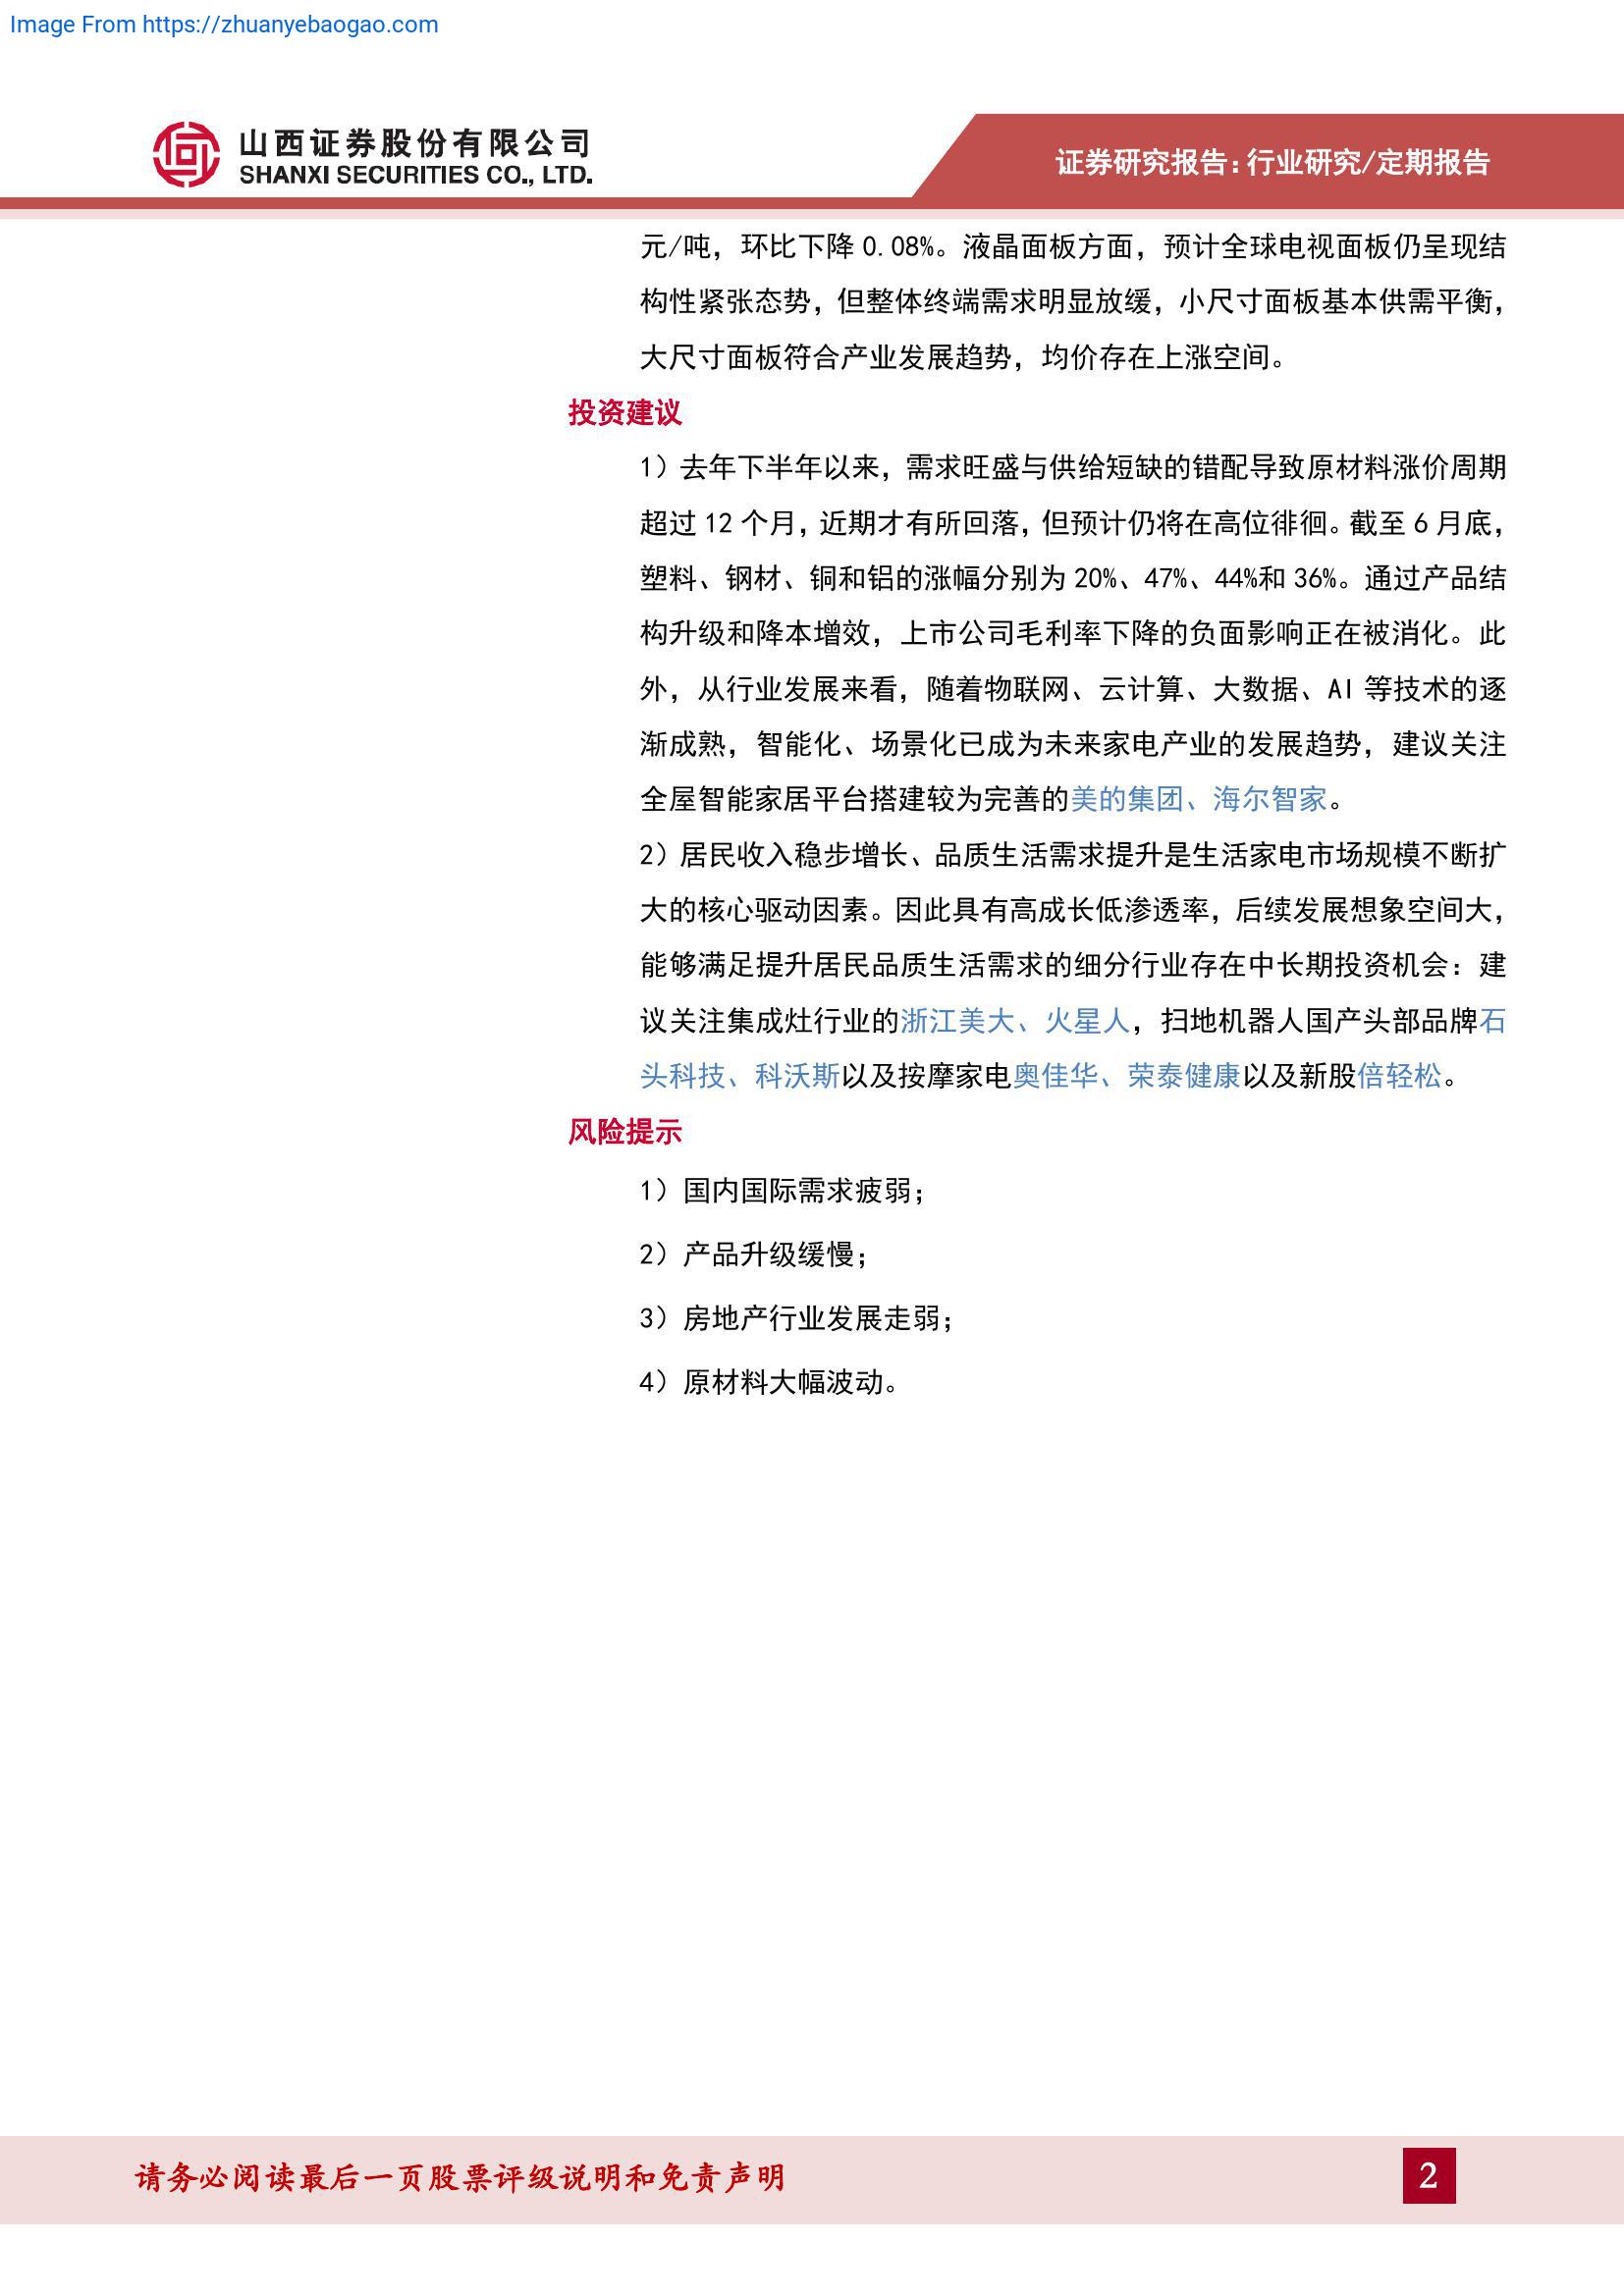 Image From https://zhuanyebaogao.com
山西证券股份有限公司
SHANXI SECURITIES CO., LTD.
证券研究报告:行业研究/定期报告
元/吨，环比下降 0.08%。液晶面板方面，预计全球电视面板仍呈现结
构性紧张态势，但整体终端需求明显放缓，小尺寸面板基本供需平衡，
大尺寸面板符合产业发展趋势，均价存在上涨空间。
投资建议
1）去年下半年以来，需求旺盛与供给短缺的错配导致原材料涨价周期
超过 12 个月，近期才有所回落，但预计仍将在高位徘徊。截至 6 月底，
塑料、钢材、铜和铝的涨幅分别为 20%、47%、44%和 36%。通过产品结
构升级和降本增效，上市公司毛利率下降的负面影响正在被消化。此
外，从行业发展来看，随着物联网、云计算、大数据、AI 等技术的逐
渐成熟，智能化、场景化已成为未来家电产业的发展趋势，建议关注
全屋智能家居平台搭建较为完善的美的集团、海尔智家。
2）居民收入稳步增长、品质生活需求提升是生活家电市场规模不断扩
大的核心驱动因素。因此具有高成长低渗透率，后续发展想象空间大，
能够满足提升居民品质生活需求的细分行业存在中长期投资机会：建
议关注集成灶行业的浙江美大、火星人，扫地机器人国产头部品牌石
头科技、科沃斯以及按摩家电奥佳华、荣泰健康以及新股倍轻松。
风险提示
1）国内国际需求疲弱；
2）产品升级缓慢；
3）房地产行业发展走弱；
4）原材料大幅波动。
请务必阅读最后一页股票评级说明和免责声明
2